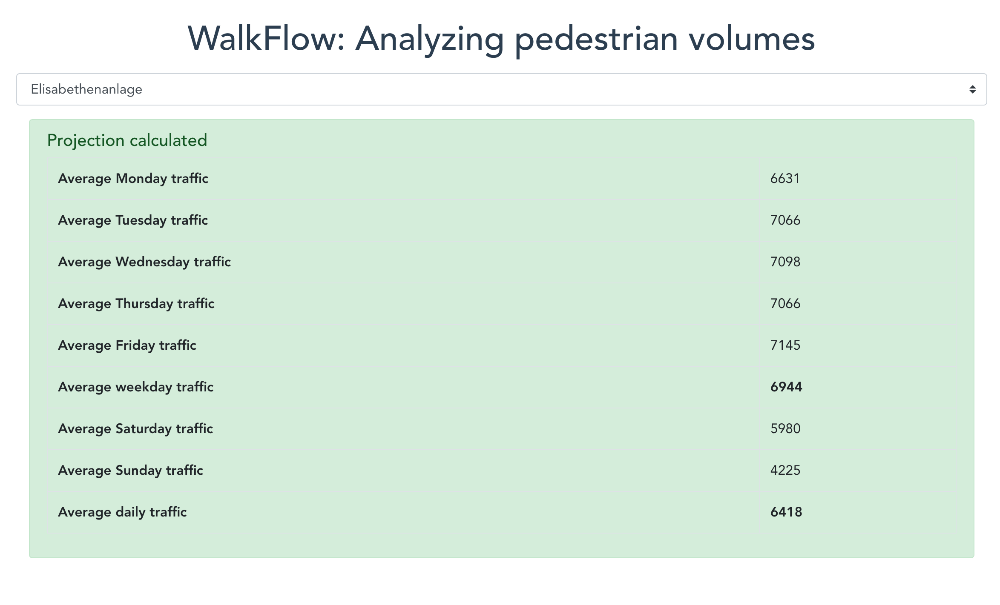 WalkFlow: Analyzing pedestrian volumes
Elisabethenanlage
Projection calculated
Average Monday traffic 6631
Average Tuesday traffic 7066
Average Wednesday traffic 7098
Average Thursday traffic 7066
Average Friday traffic 7145
Average weekday traffic 6944
Average Saturday traffic 5980
Average Sunday traffic 4225
Average daily traffic 6418